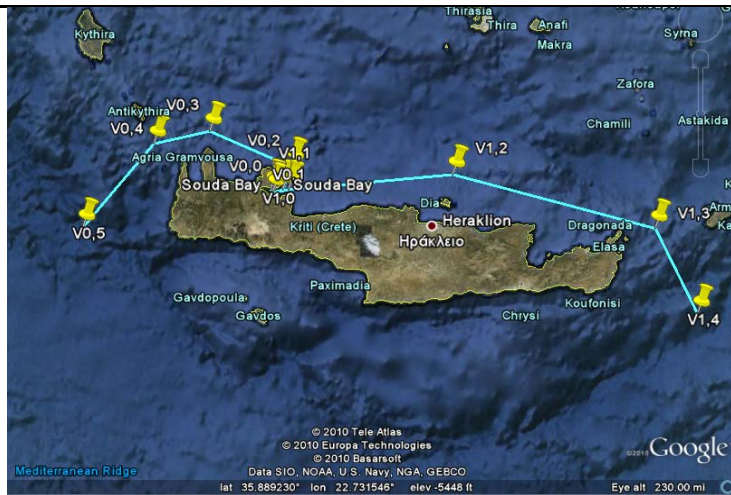 Thirasia
Thira
Anafi
Makra
Syrna
Kythira
Zafora
Antikythira
V0,3
V0,4
Chamili
Astakida
V0,2
V1,1
V1,2
Agria Gramvousa
V0,0
V0,1
Souda Bay
Souda Bay
V1,0
Dia
V1,3
V0,5
Kriti (Crete)
Heraklion
Ηράκλειο
Dragonada
Elasa
Paximadia
Gavdopoula
Gavdos
Koufonisi
Chrysi
V1,4
© 2010 Tele Atlas
© 2010 Europa Technologies
© 2010 Basarsoft
Data SIO, NOAA, U.S. Navy, NGA, GEBCO
©2010 Google
Mediterranean Ridge
lat 35.889230° lon 22.731546° elev -5448 ft
Eye alt 230.00 mi